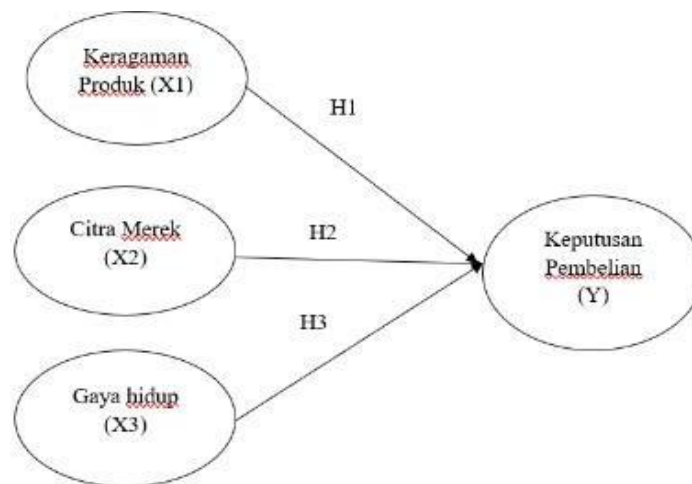 Keragaman
Produk (X1)
H1
Citra Merek
(X2)
H2
Keputusan
Pembelian
(Y)
H3
Gaya hidup
(X3)